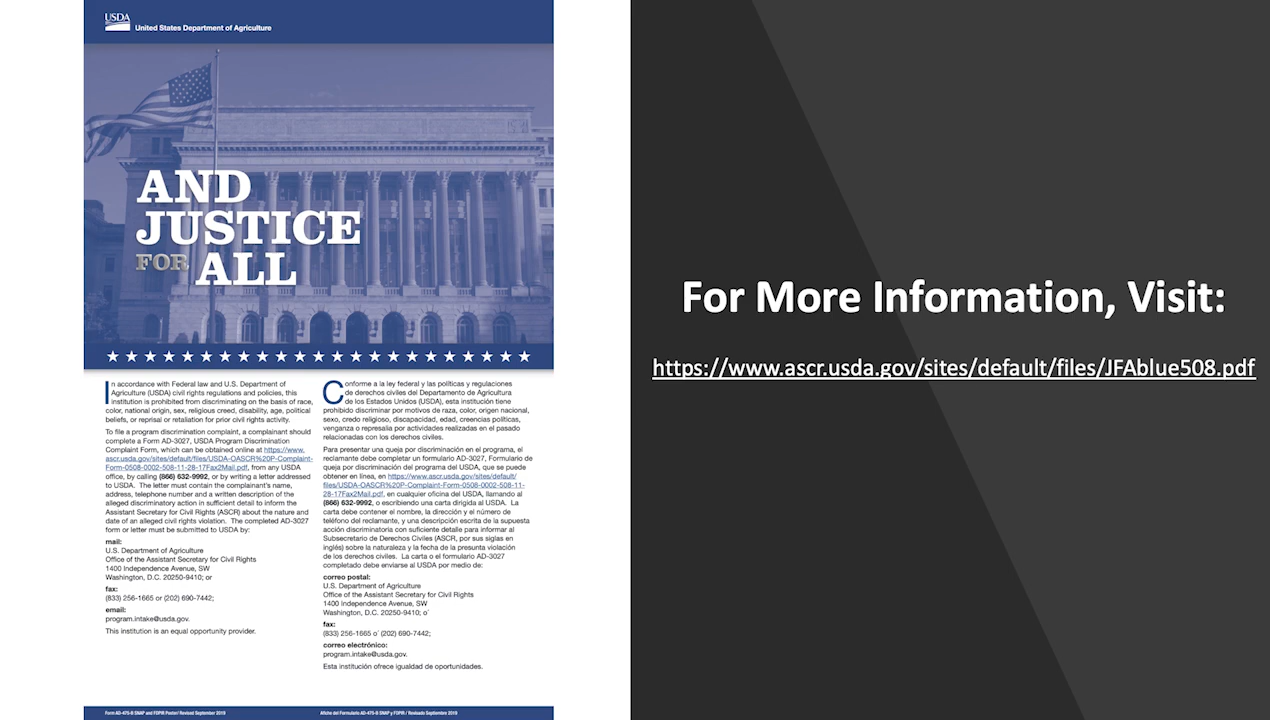 USDA
United States Department of Agriculture
AND
JUSTICE
FOR ALL
In accordance with Federal law and U.S. Department of
Agriculture (USDA) civil rights regulations and policies, this
institution is prohibited from discriminating on the basis of race,
color, national origin, sex, religious creed, disability, age, political
beliefs, or reprisal or retaliation for prior civil rights activity.
To file a program discrimination complaint, a complainant should
complete a Form AD-3027, USDA Program Discrimination
Complaint Form, which can be obtained online at https://www.
ascr.usda.gov/sites/default/files/USDA-OASCR%20P-Complaint-
Form-0508-0002-508-11-28-17Fax2Mail.pdf, from any USDA
office, by calling (866) 632-9992, or by writing a letter addressed
to USDA. The letter must contain the complainant's name,
address, telephone number and a written description of the
alleged discriminatory action in sufficient detail to inform the
Assistant Secretary for Civil Rights (ASCR) about the nature and
date of an alleged civil rights violation. The completed AD-3027
form or letter must be submitted to USDA by:
mail:
U.S. Department of Agriculture
Office of the Assistant Secretary for Civil Rights
1400 Independence Avenue, SW
Washington, D.C. 20250-9410; or
fax:
(833) 256-1665 or (202) 690-7442;
email:
program.intake@usda.gov.
This institution is an equal opportunity provider.
Conforme a la ley federal y las políticas y regulaciones
de derechos civiles del Departamento de Agricultura
de los Estados Unidos (USDA), esta institución tiene
prohibido discriminar por motivos de raza, color, origen nacional,
sexo, credo religioso, discapacidad, edad, creencias políticas,
venganza o represalia por actividades realizadas en el pasado
relacionadas con los derechos civiles.
Para presentar una queja por discriminación en el programa, el
reclamante debe completar un formulario AD-3027, Formulario de
queja por discriminación del programa del USDA, que se puede
obtener en línea, en https://www.ascr.usda.gov/sites/default/
files/USDA-OASCR%20P-Complaint-Form-0508-0002-508-11-
28-17Fax2Mail.pdf, en cualquier oficina del USDA, llamando al
(866) 632-9992, o escribiendo una carta dirigida al USDA. La
carta debe contener el nombre, la dirección y el número de
teléfono del reclamante, y una descripción escrita de la supuesta
acción discriminatoria con suficiente detalle para informar al
Subsecretario de Derechos Civiles (ASCR, por sus siglas en
inglés) sobre la naturaleza y la fecha de la presunta violación
de los derechos civiles. La carta o el formulario AD-3027
completado debe enviarse al USDA por medio de:
correo postal:
U.S. Department of Agriculture
Office of the Assistant Secretary for Civil Rights
1400 Independence Avenue, SW
Washington, D.C. 20250-9410; o'
fax:
(833) 256-1665 o' (202) 690-7442;
correo electrónico:
program.intake@usda.gov.
Esta institución ofrece igualdad de oportunidades.
Form AD-475-B SNAP and FDPIR Poster/ Revised September 2019
Afiche del Formulario AD-475-B SNAP y FDPIR / Revisado Septiembre 2019
For More Information, Visit:
https://www.ascr.usda.gov/sites/default/files/JFAblue508.pdf